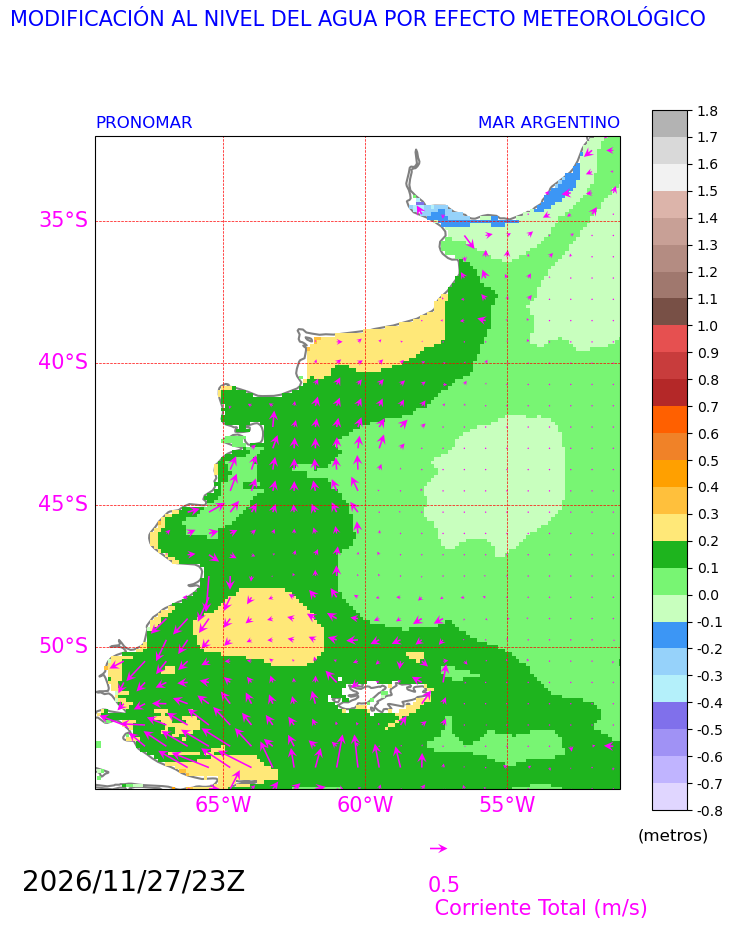 MODIFICACIÓN AL NIVEL DEL AGUA POR EFECTO METEOROLÓGICO
PRONOMAR
MAR ARGENTINO
1.8
1.7
1.6
1.5
1.4
1.3
1.2
1.1
1.0
0.9
0.8
0.7
0.6
0.5
0.4
0.3
0.2
0.1
0.0
-0.1
-0.2
-0.3
-0.4
-0.5
-0.6
-0.7
-0.8
(metros)
35°S
40°S
45°S
50°S
65°W
60°W
55°W
2026/11/27/23Z
0.5
Corriente Total (m/s)